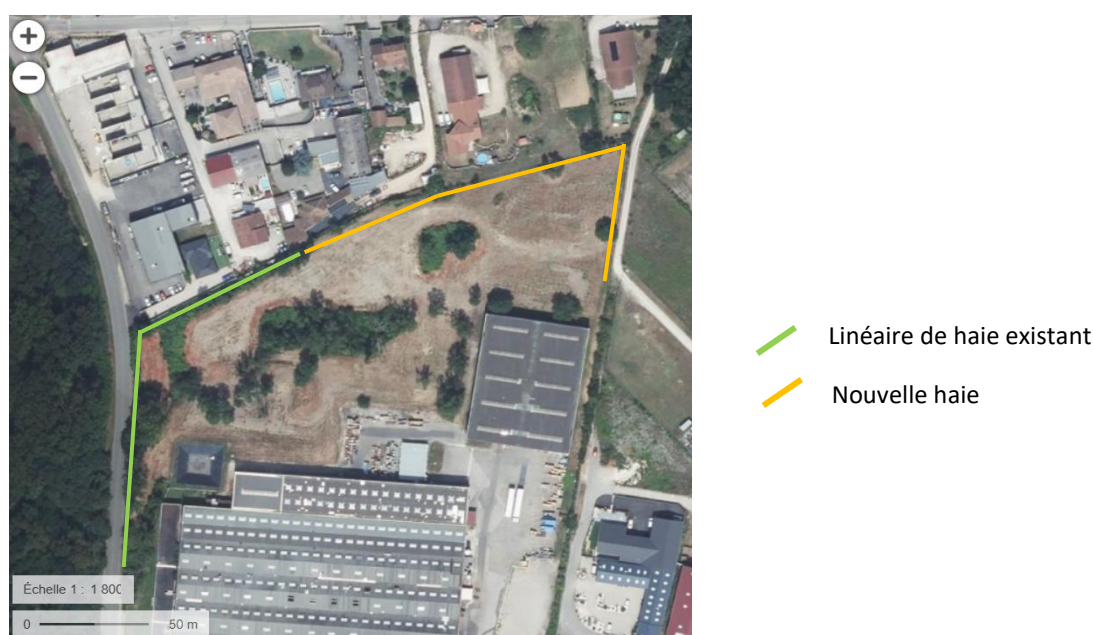 +
−
Linéaire de haie existant
Nouvelle haie
Échelle 1 : 1 800
0 50 m